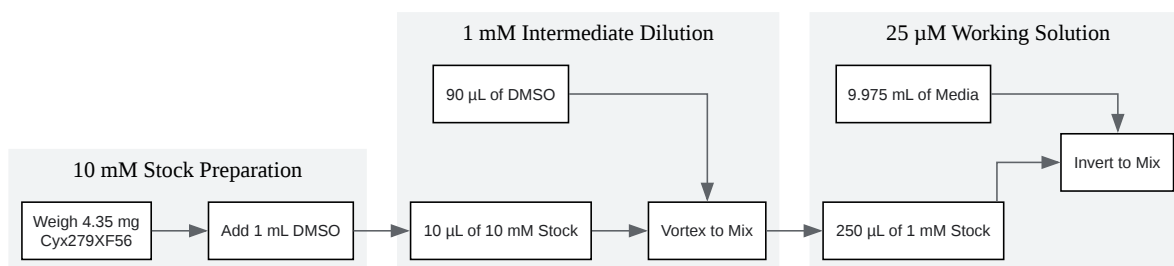 10 mM Stock Preparation
Weigh 4.35 mg
Cyx279XF56
Add 1 mL DMSO
1 mM Intermediate Dilution
90 µL of DMSO
10 µL of 10 mM Stock
Vortex to Mix
25 µM Working Solution
9.975 mL of Media
250 µL of 1 mM Stock
Invert to Mix